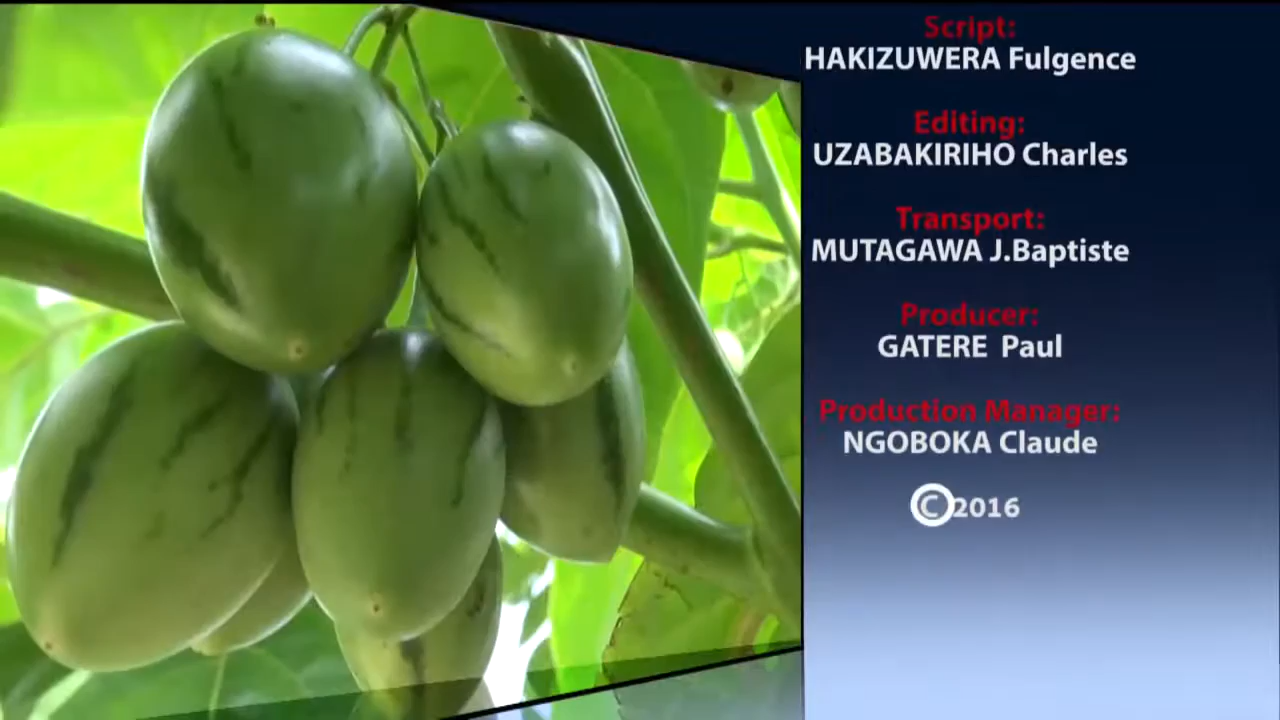 Script:
HAKIZUWERA Fulgence
Editing:
UZABAKIRIHO Charles
Transport:
MUTAGAWA J.Baptiste
Producer:
GATERE Paul
Production Manager:
NGOBOKA Claude
©2016